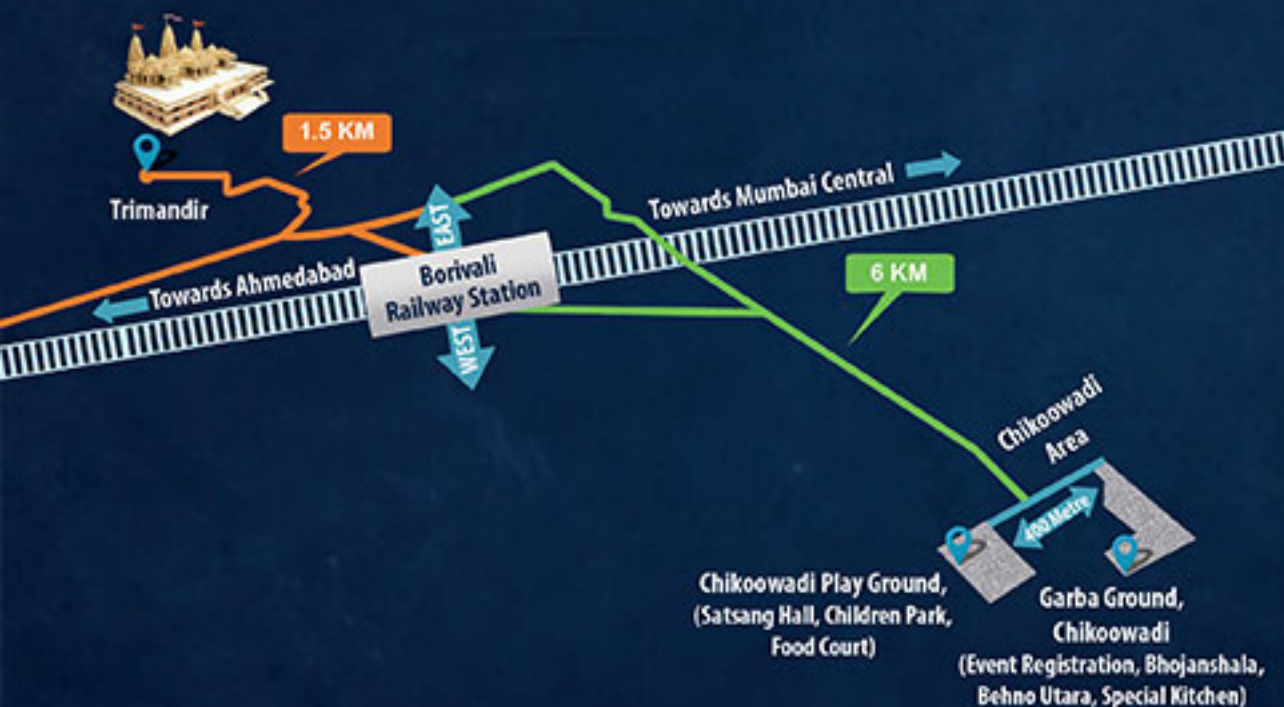 1.5 KM
Trimandir
Towards Mumbai Central
EAST
Towards Ahmedabad
Borivali
Railway Station
6 KM
WEST
Chikoowadi
Area
400 Metre
Chikoowadi Play Ground,
(Satsang Hall, Children Park,
Food Court)
Garba Ground,
Chikoowadi
(Event Registration, Bhojanshala,
Behno Utara, Special Kitchen)